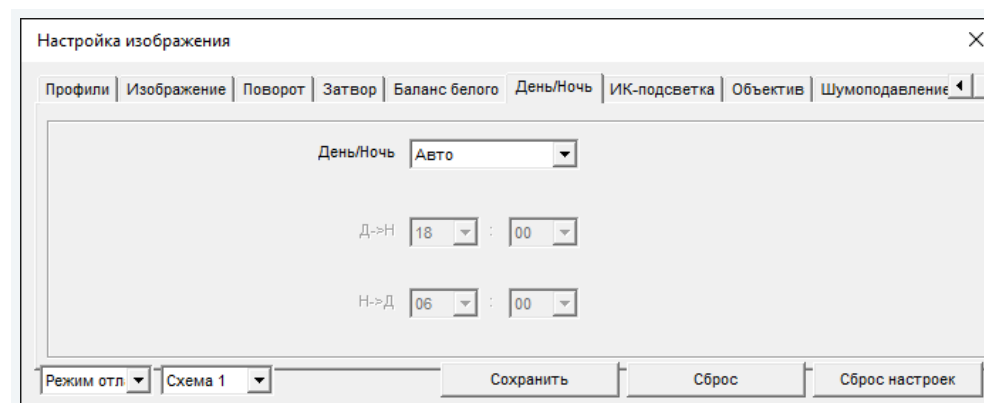 Настройка изображения
Профили Изображение Поворот Затвор Баланс белого День/Ночь ИК-подсветка Объектив Шумоподавление
День/Ночь Авто
Д->Н 18 : 00
Н->Д 06 : 00
Режим отл Схема 1 Сохранить Сброс Сброс настроек